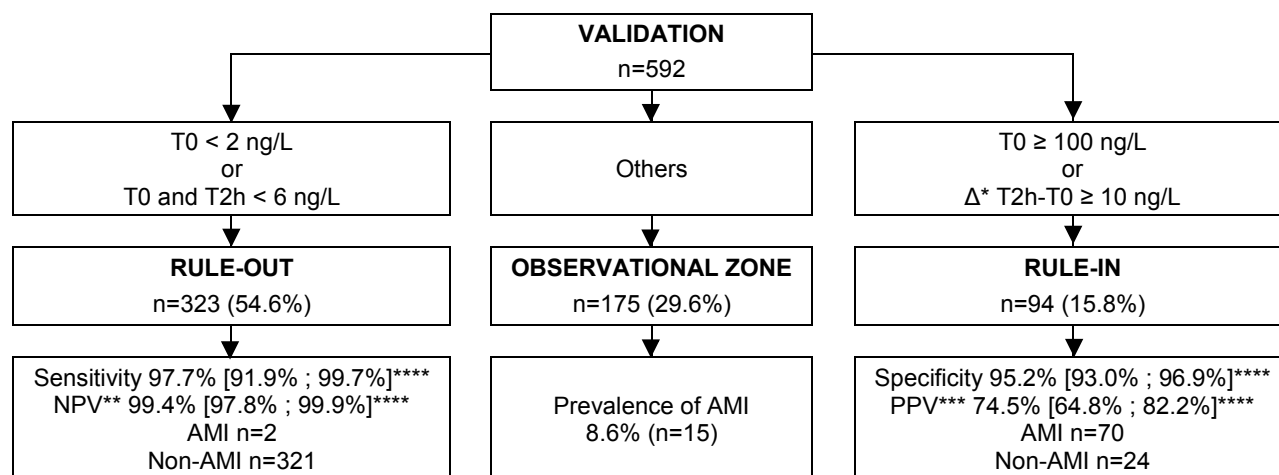 VALIDATION
n=592
T0 < 2 ng/L
or
T0 and T2h < 6 ng/L
Others
T0 ≥ 100 ng/L
or
Δ* T2h-T0 ≥ 10 ng/L
RULE-OUT
n=323 (54.6%)
OBSERVATIONAL ZONE
n=175 (29.6%)
RULE-IN
n=94 (15.8%)
Sensitivity 97.7% [91.9% ; 99.7%]****
NPV** 99.4% [97.8% ; 99.9%]****
AMI n=2
Non-AMI n=321
Prevalence of AMI
8.6% (n=15)
Specificity 95.2% [93.0% ; 96.9%]****
PPV*** 74.5% [64.8% ; 82.2%]****
AMI n=70
Non-AMI n=24